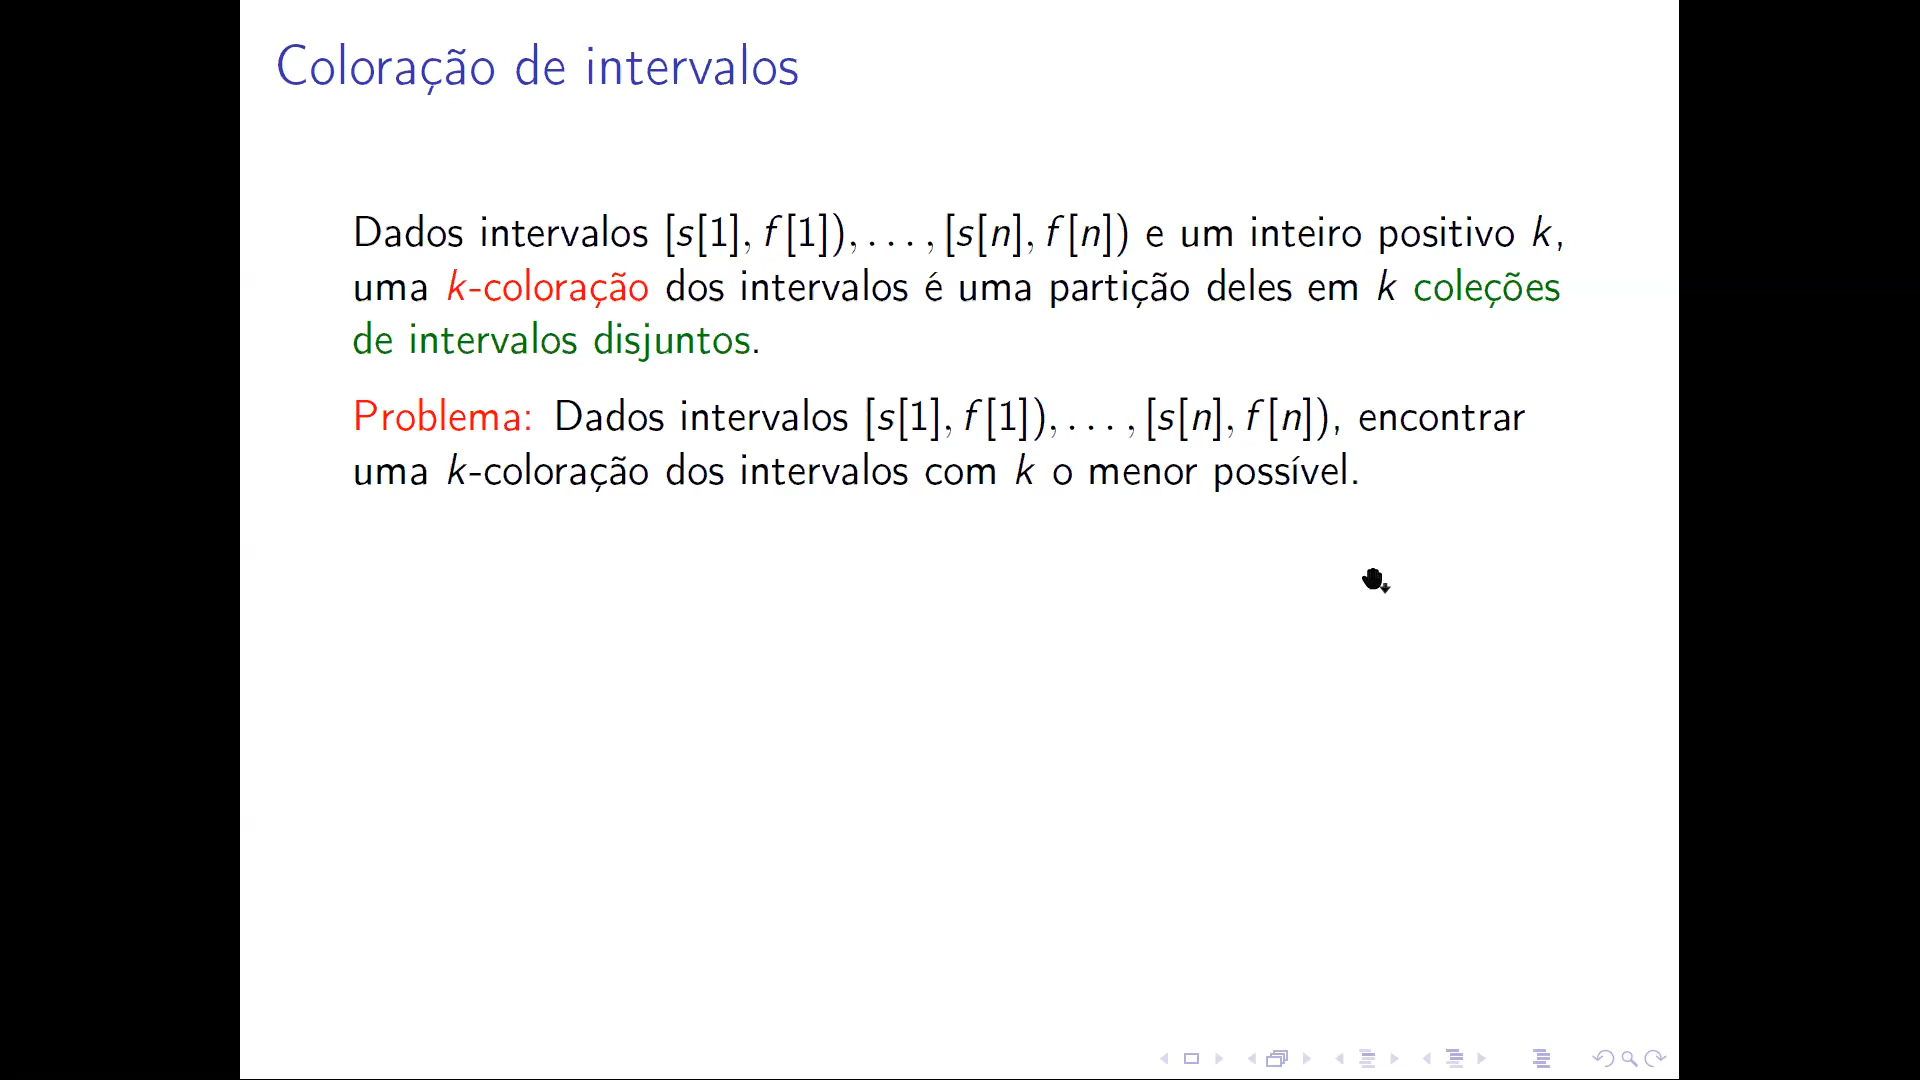 Coloração de intervalos
Dados intervalos [s[1], f[1]), . . . , [s[n], f[n]) e um inteiro positivo k,
uma k-coloração dos intervalos é uma partição deles em k coleções
de intervalos disjuntos.
Problema: Dados intervalos [s[1], f[1]), . . . , [s[n], f[n]), encontrar
uma k-coloração dos intervalos com k o menor possível.